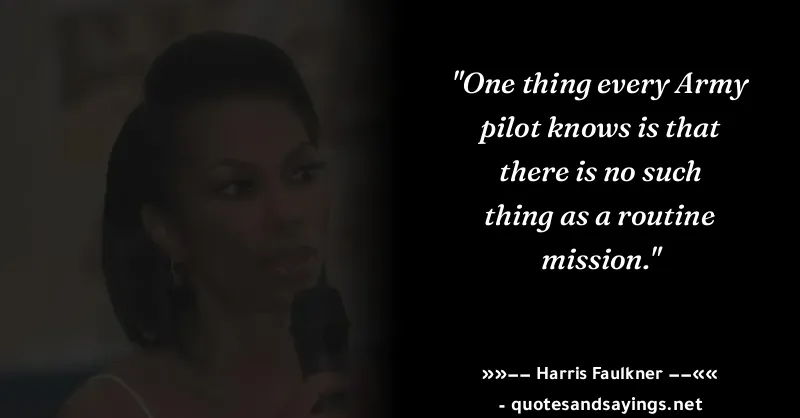 "One thing every Army
pilot knows is that
there is no such
thing as a routine
mission."
»»−− Harris Faulkner −−««
- quotesandsayings.net